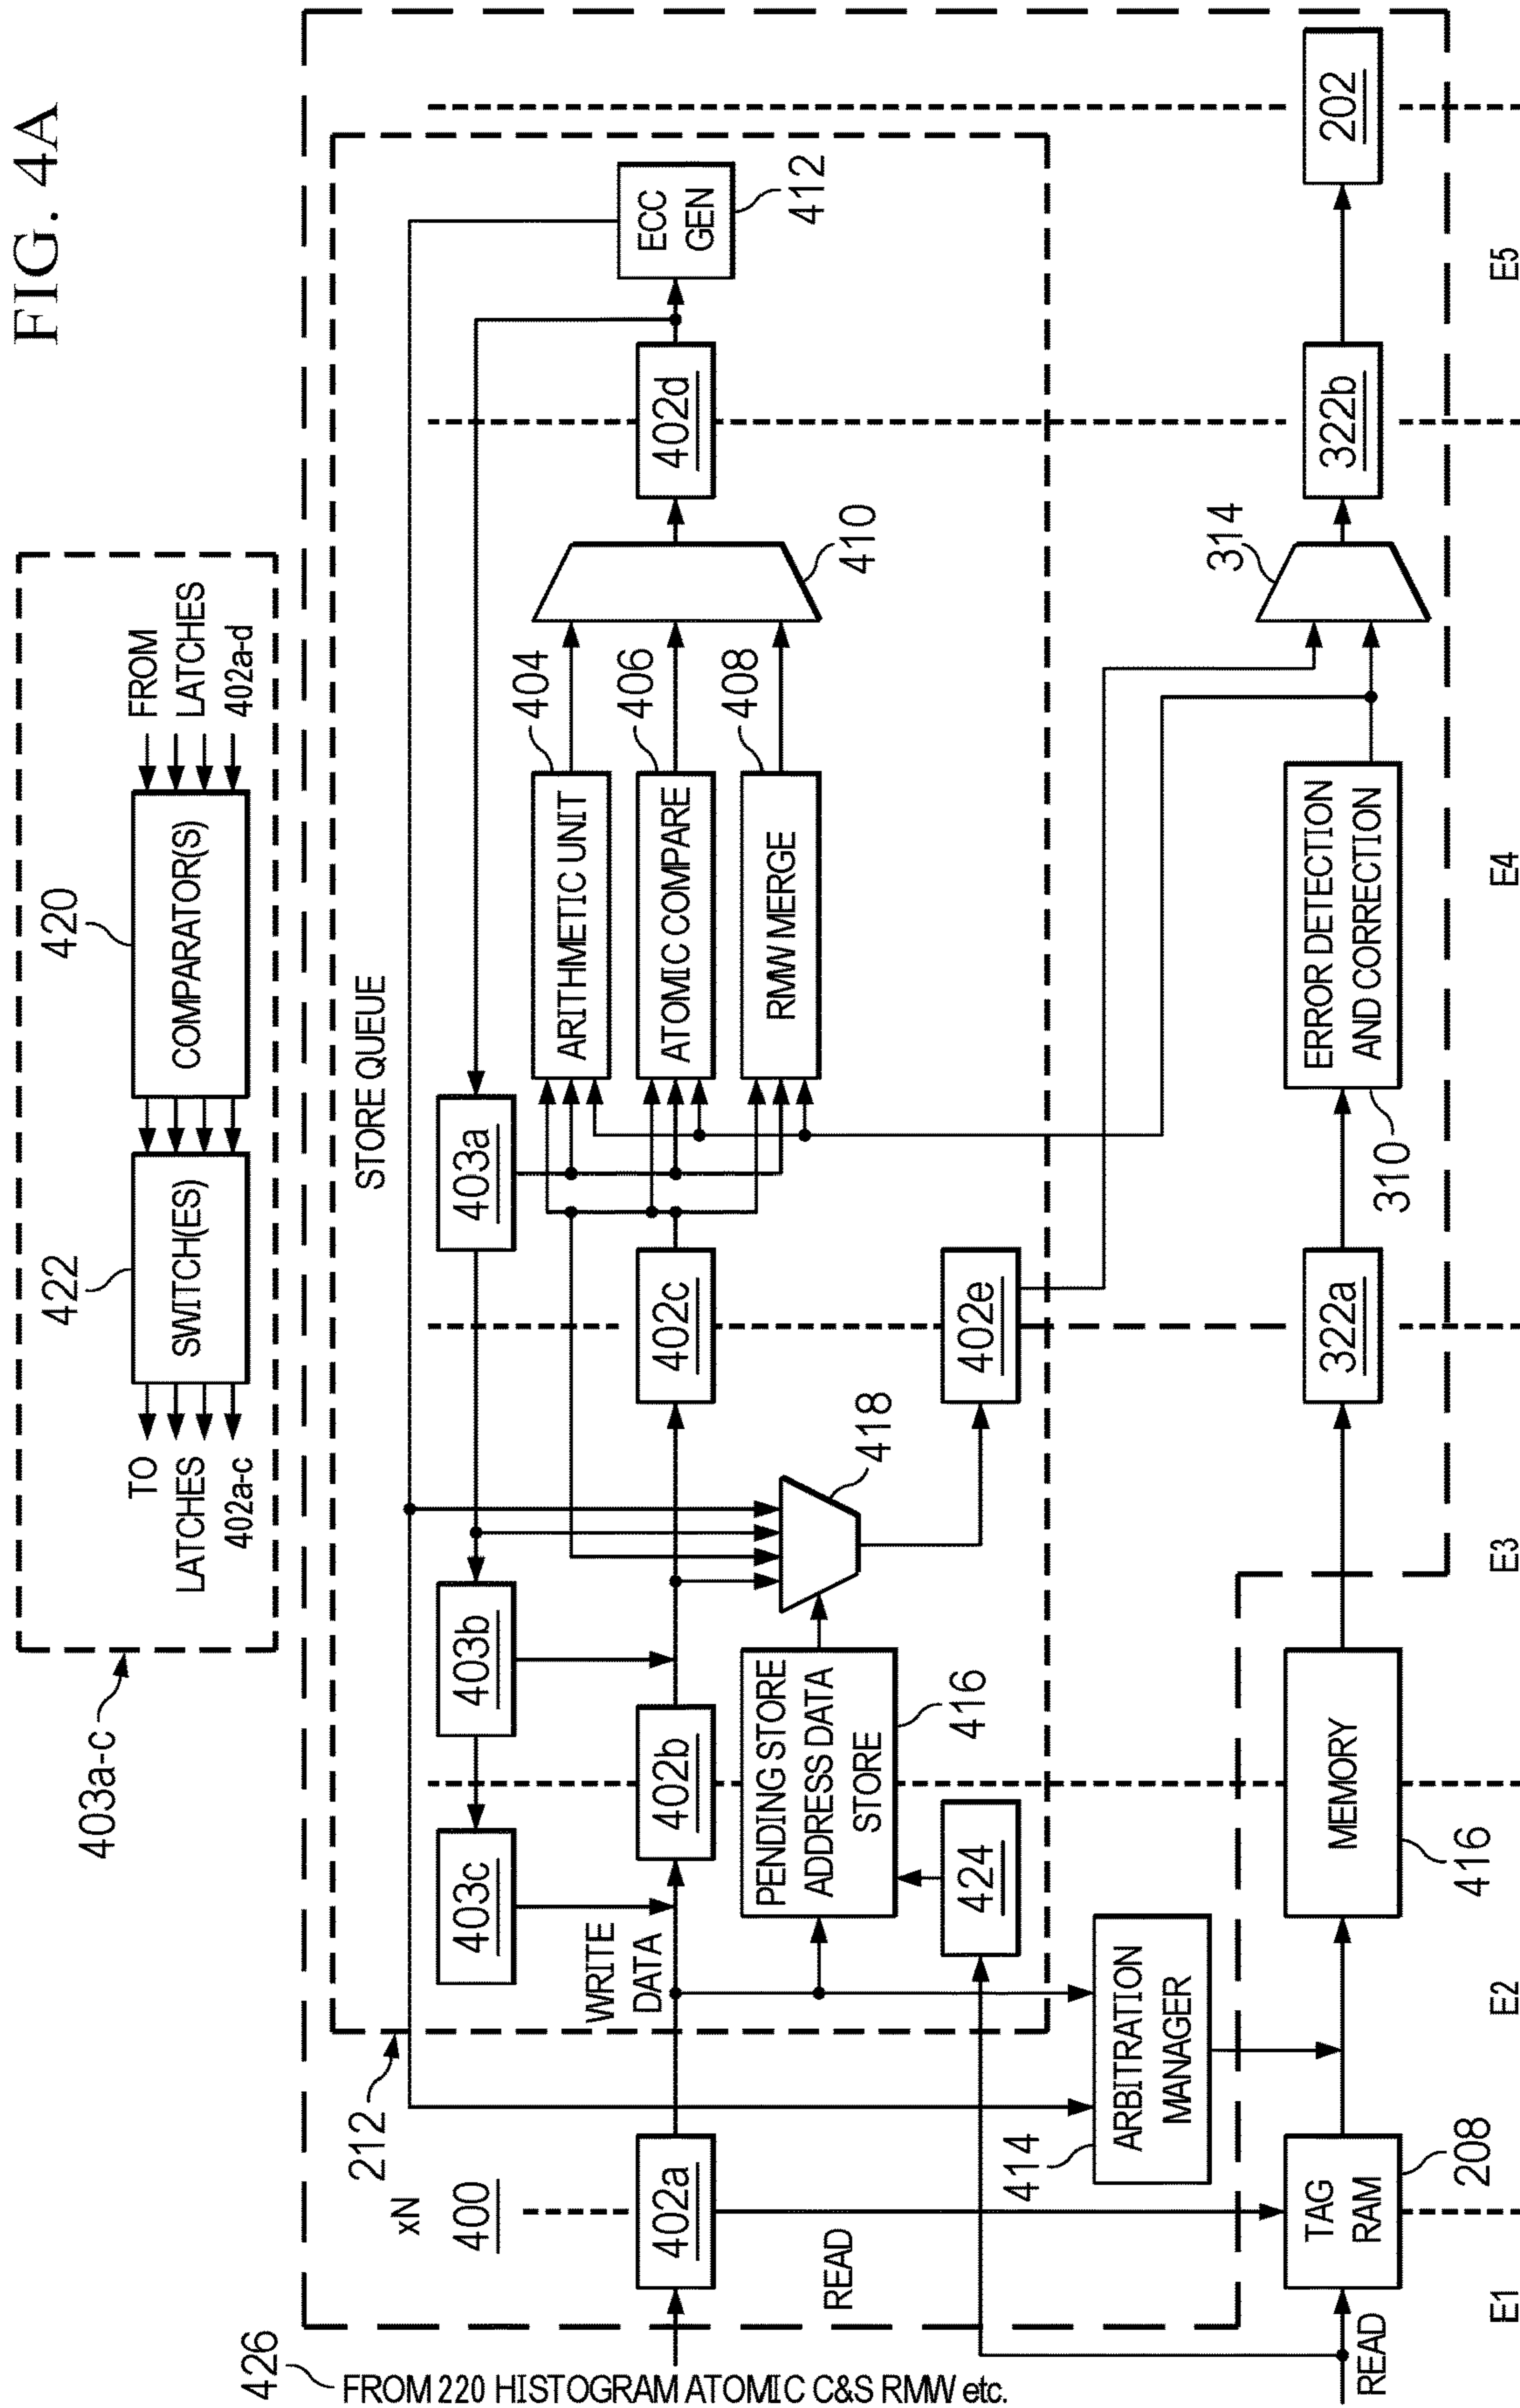 FIG. 4A
403a-c
TO
LATCHES
402a-c
422
SWITCH(ES)
420
COMPARATOR(S)
FROM
LATCHES
402a-d
426
FROM 220 HISTOGRAM ATOMIC C&S RMW etc.
xN
400
212
STORE QUEUE
402a
READ
WRITE
DATA
403c
403b
403a
402b
402c
402d
402e
404
ARITHMETIC UNIT
406
ATOMIC COMPARE
408
RMW MERGE
410
ECC
GEN
412
PENDING STORE
ADDRESS DATA
STORE
416
418
424
414
ARBITRATION
MANAGER
READ
TAG
RAM
208
MEMORY
416
322a
ERROR DETECTION
AND CORRECTION
310
314
322b
202
E1
E2
E3
E4
E5